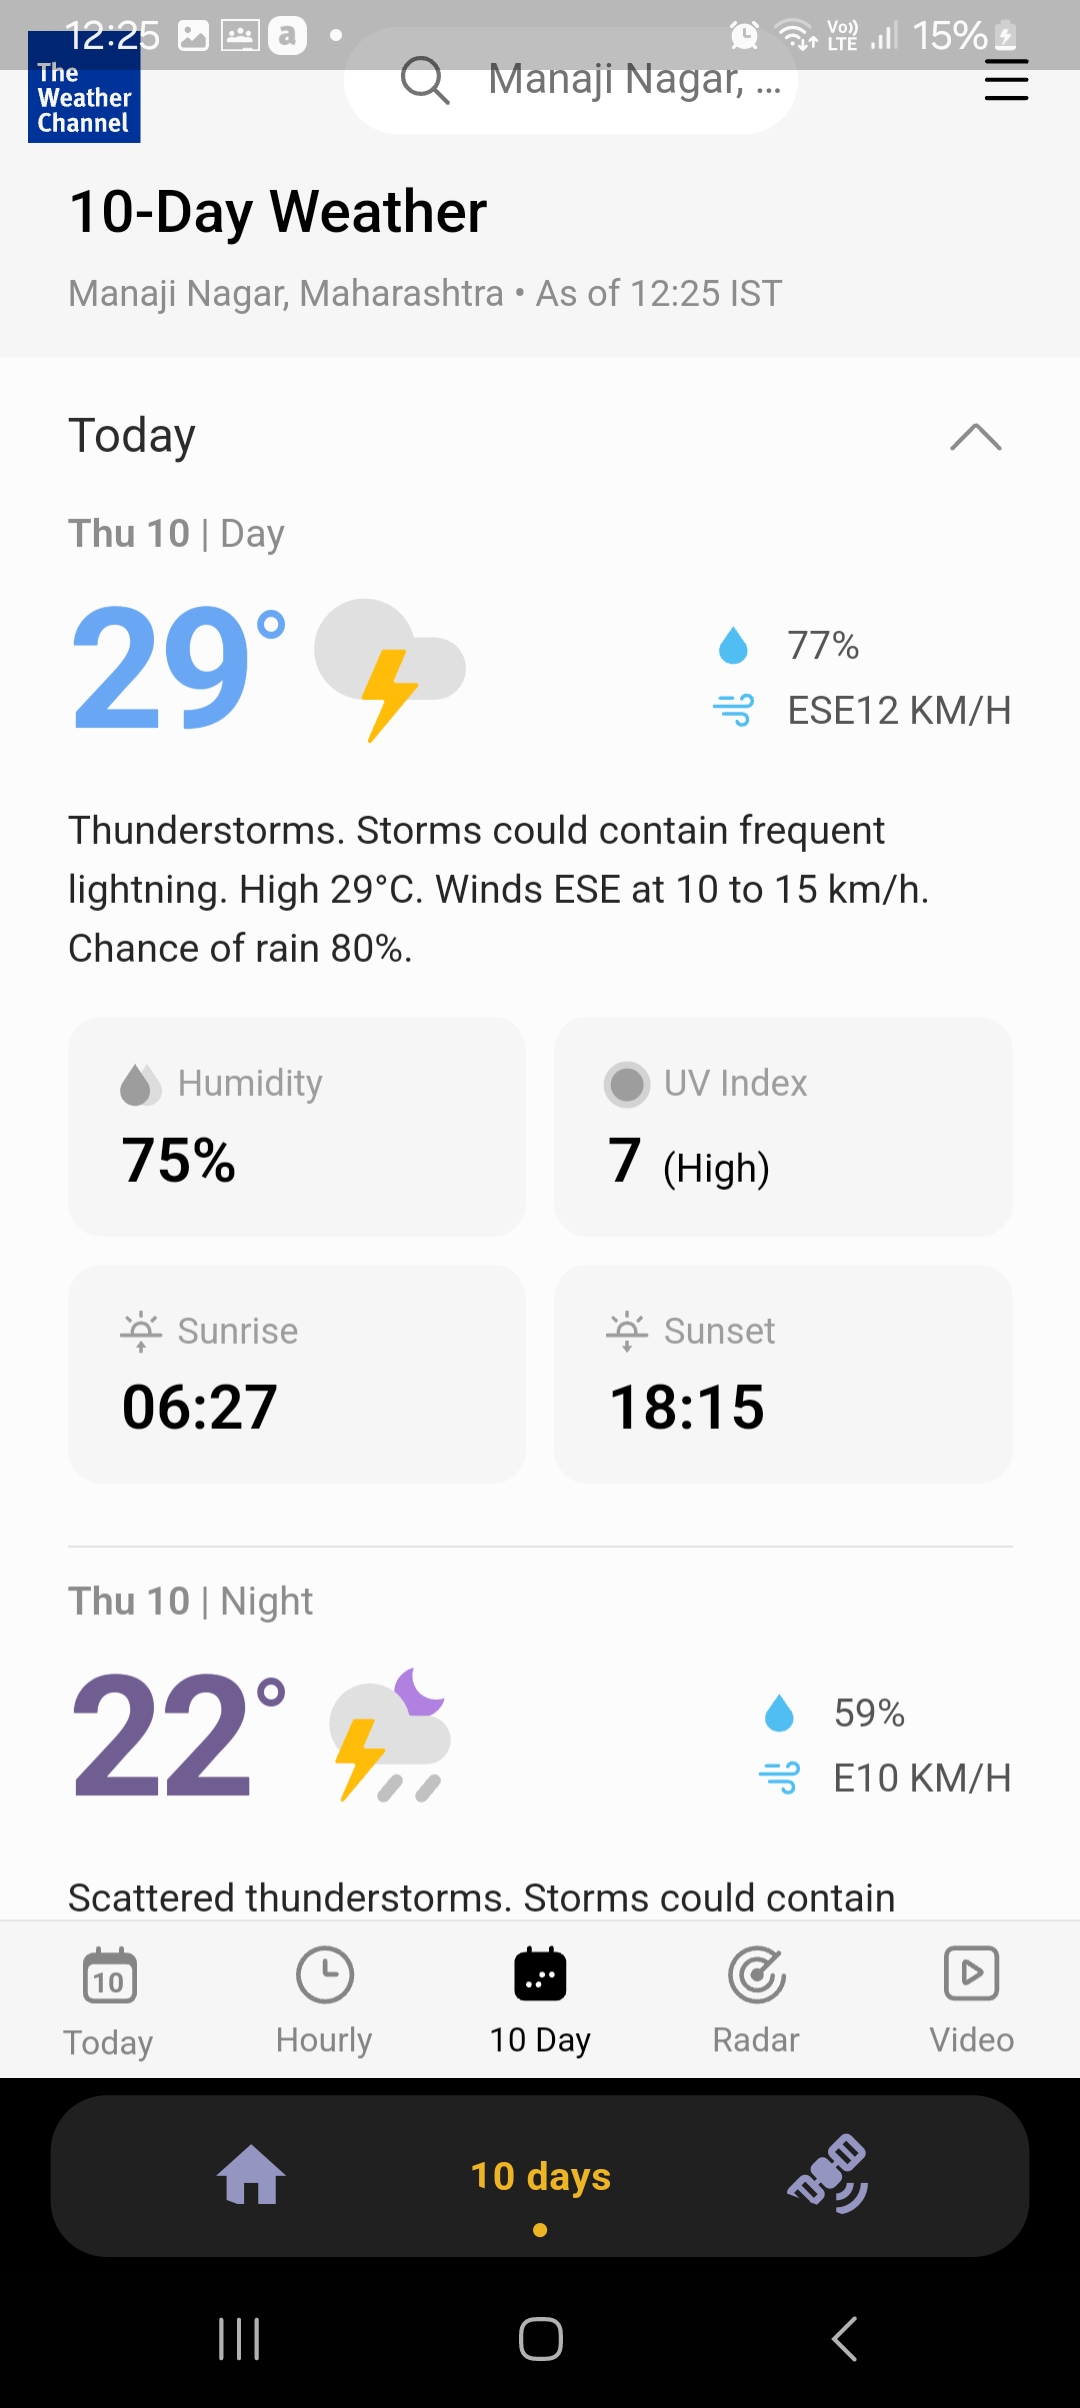 12:25
a
Vo)) LTE
15%
The
Weather
Channel
Manaji Nagar, ...
10-Day Weather
Manaji Nagar, Maharashtra • As of 12:25 IST
Today
Thu 10 | Day
29°
77%
ESE12 KM/H
Thunderstorms. Storms could contain frequent
lightning. High 29°C. Winds ESE at 10 to 15 km/h.
Chance of rain 80%.
Humidity
75%
UV Index
7 (High)
Sunrise
06:27
Sunset
18:15
Thu 10 | Night
22°
59%
E10 KM/H
Scattered thunderstorms. Storms could contain
10
Today
Hourly
10 Day
Radar
Video
10 days